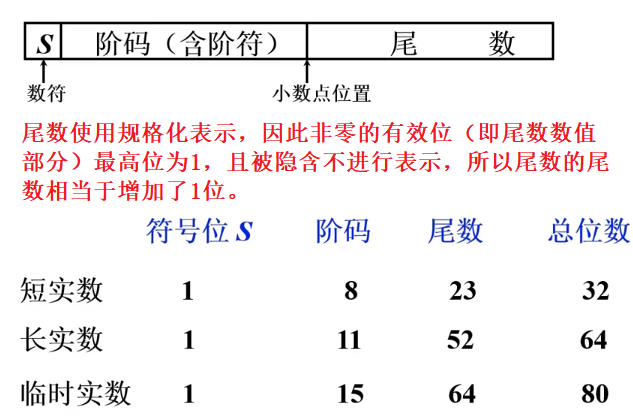 S 阶码（含阶符） 尾 数
数符 小数点位置
尾数使用规格化表示，因此非零的有效位（即尾数数值
部分）最高位为1，且被隐含不进行表示，所以尾数的尾
数相当于增加了1位。
符号位 S 阶码 尾数 总位数
短实数 1 8 23 32
长实数 1 11 52 64
临时实数 1 15 64 80